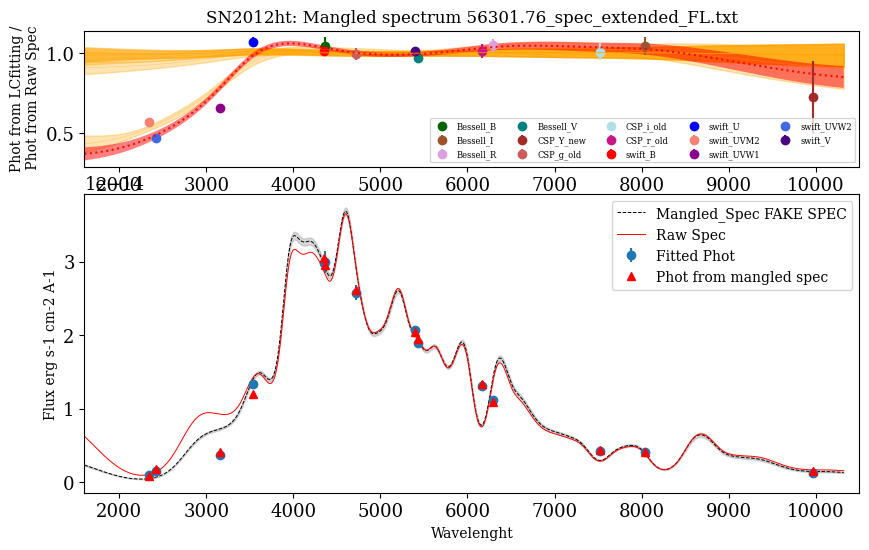 SN2012ht: Mangled spectrum 56301.76_spec_extended_FL.txt
Phot from LCfitting /
Phot from Raw Spec
1.0
0.5
Bessell_B
Bessell_I
Bessell_R
Bessell_V
CSP_Y_new
CSP_g_old
CSP_i_old
CSP_r_old
swift_B
swift_U
swift_UVM2
swift_UVW1
swift_UVW2
swift_V
2000 3000 4000 5000 6000 7000 8000 9000 10000
1e−14
Flux erg s-1 cm-2 A-1
3
2
1
0
Mangled_Spec FAKE SPEC
Raw Spec
Fitted Phot
Phot from mangled spec
2000 3000 4000 5000 6000 7000 8000 9000 10000
Wavelenght